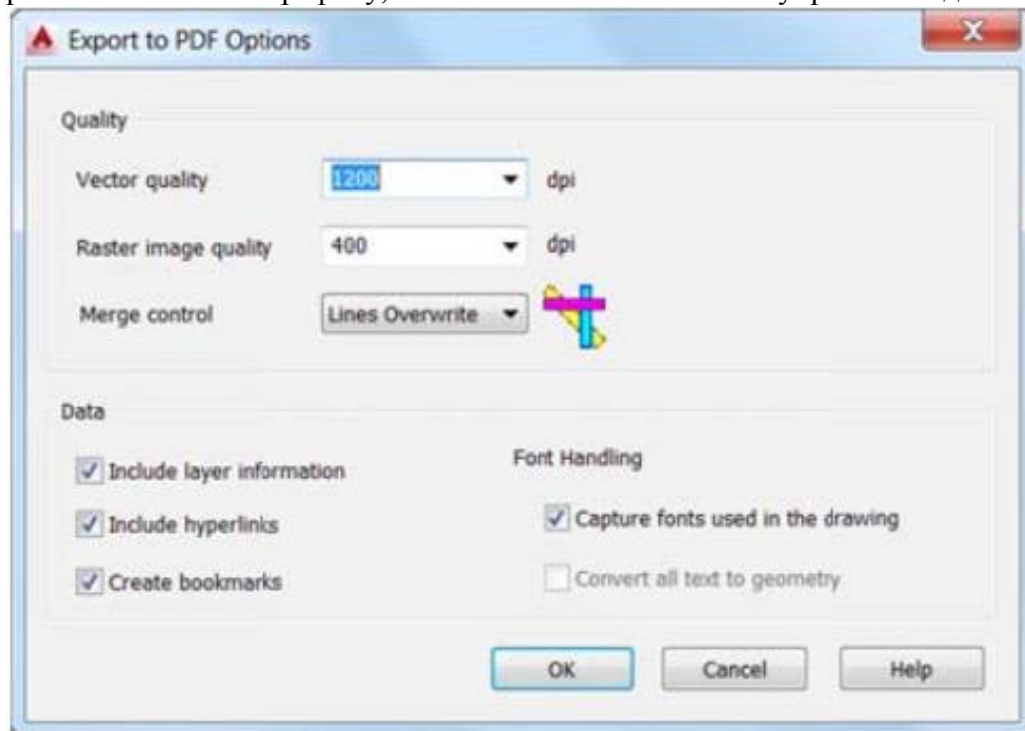 Export to PDF Options
Quality
Vector quality 1200 dpi
Raster image quality 400 dpi
Merge control Lines Overwrite
Data
Include layer information
Include hyperlinks
Create bookmarks
Font Handling
Capture fonts used in the drawing
Convert all text to geometry
OK Cancel Help